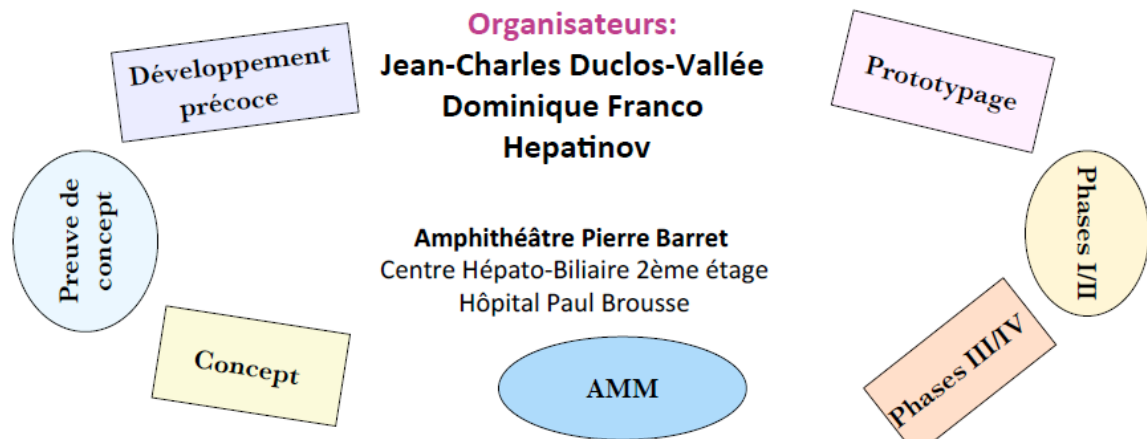 Organisateurs:
Jean-Charles Duclos-Vallée
Dominique Franco
Hepatinov
Développement
précoce
Prototypage
Preuve de
concept
Phases I/II
Amphithéâtre Pierre Barret
Centre Hépato-Biliaire 2ème étage
Hôpital Paul Brousse
Concept
AMM
Phases III/IV